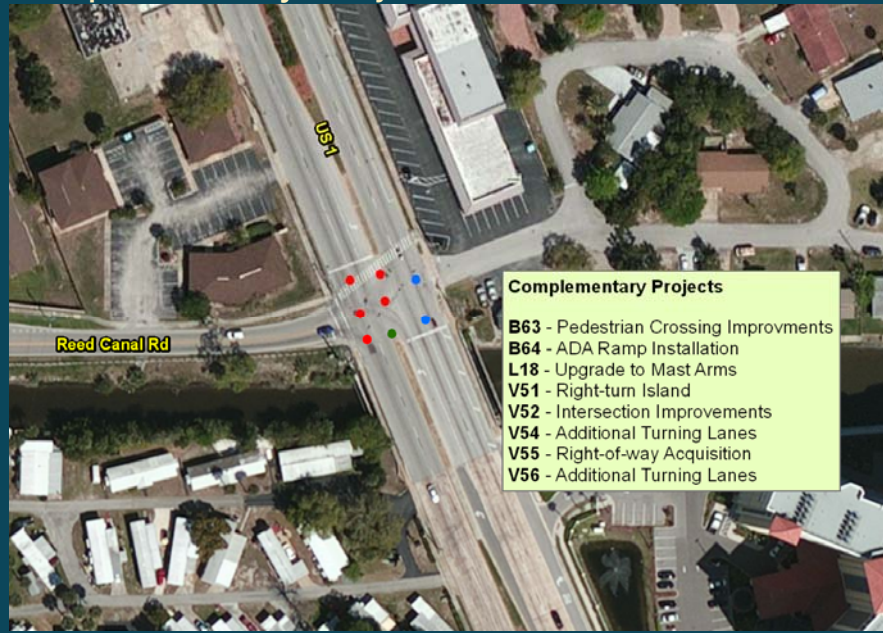 US 1
Reed Canal Rd
Complementary Projects
B63 - Pedestrian Crossing Improvments
B64 - ADA Ramp Installation
L18 - Upgrade to Mast Arms
V51 - Right-turn Island
V52 - Intersection Improvements
V54 - Additional Turning Lanes
V55 - Right-of-way Acquisition
V56 - Additional Turning Lanes